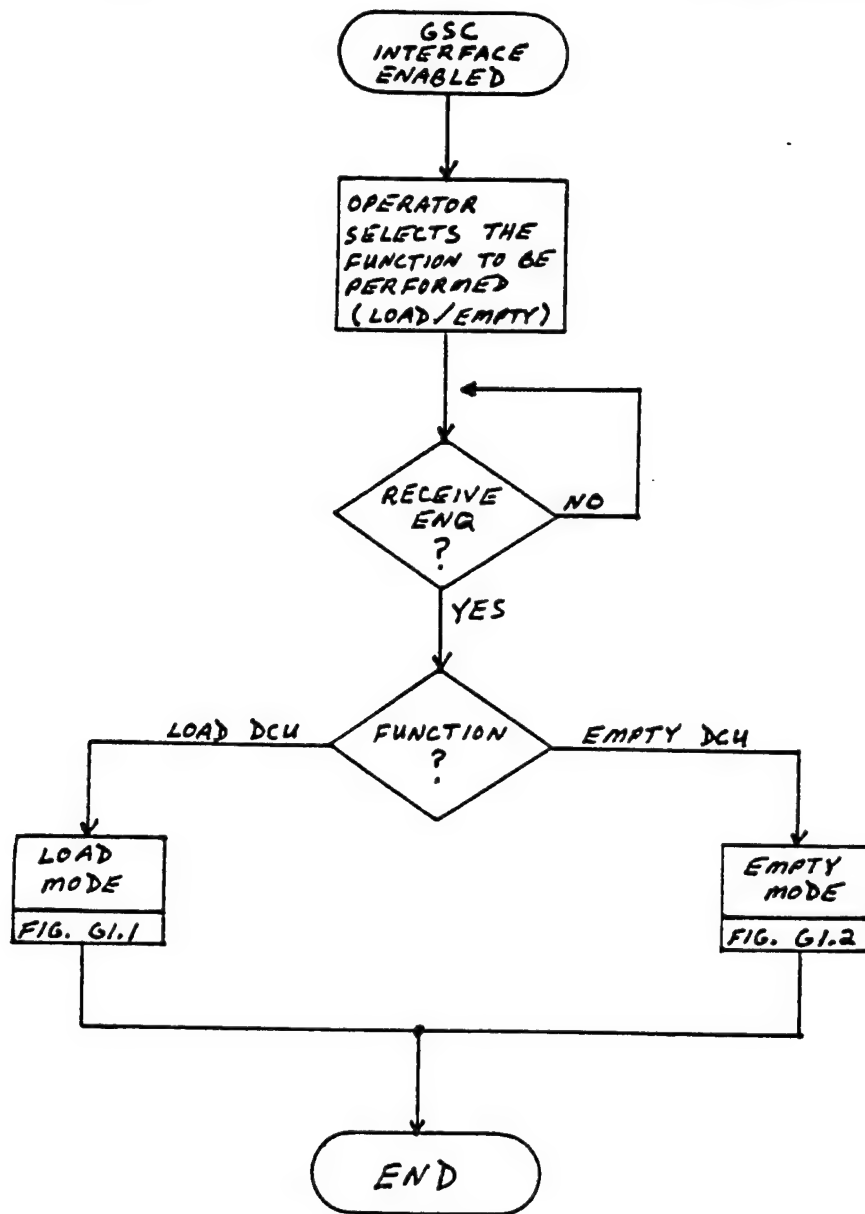 GSC
INTERFACE
ENABLED
OPERATOR
SELECTS THE
FUNCTION TO BE
PERFORMED
(LOAD/EMPTY)
RECEIVE
ENQ
?
NO
YES
FUNCTION
?
LOAD DCU
EMPTY DCU
LOAD
MODE
FIG. G1.1
EMPTY
MODE
FIG. G1.2
END